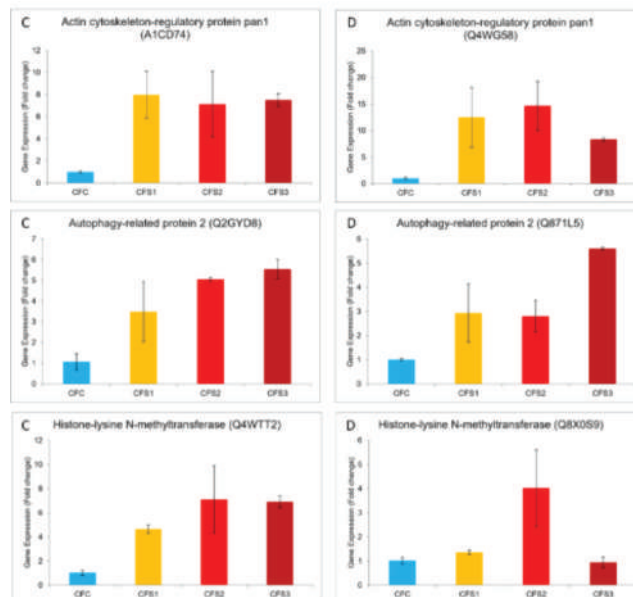 C Actin cytoskeleton-regulatory protein pan1
(A1CD74)
Gene Expression (Fold change)
12
10
8
6
4
2
0
CFC CFS1 CFS2 CFS3
D Actin cytoskeleton-regulatory protein pan1
(Q4WG58)
Gene Expression (Fold change)
25
20
15
10
5
0
CFC CFS1 CFS2 CFS3
C Autophagy-related protein 2 (Q2GYD8)
Gene Expression (Fold change)
7
6
5
4
3
2
1
0
CFC CFS1 CFS2 CFS3
D Autophagy-related protein 2 (Q871L5)
Gene Expression (Fold change)
6
5
4
3
2
1
0
CFC CFS1 CFS2 CFS3
C Histone-lysine N-methyltransferase (Q4WTT2)
Gene Expression (Fold change)
12
10
8
6
4
2
0
CFC CFS1 CFS2 CFS3
D Histone-lysine N-methyltransferase (Q8X0S9)
Gene Expression (Fold change)
6
5
4
3
2
1
0
CFC CFS1 CFS2 CFS3